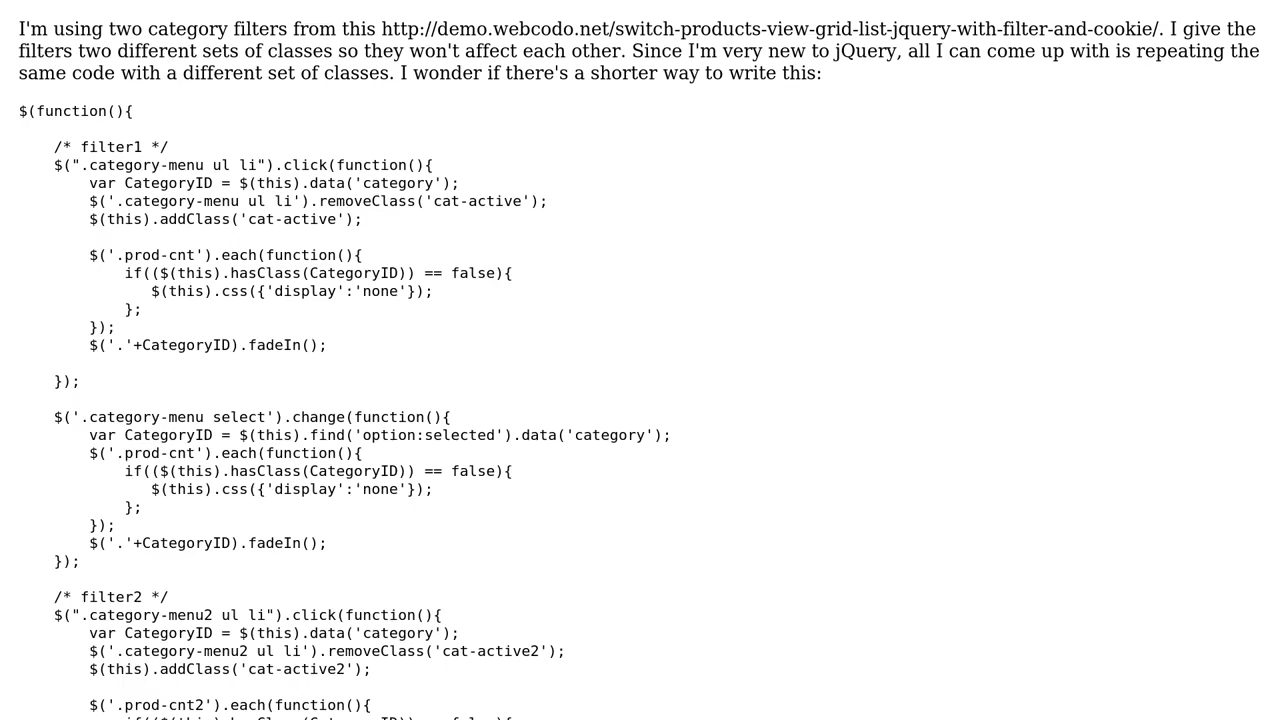 I'm using two category filters from this http://demo.webcodo.net/switch-products-view-grid-list-jquery-with-filter-and-cookie/. I give the
filters two different sets of classes so they won't affect each other. Since I'm very new to jQuery, all I can come up with is repeating the
same code with a different set of classes. I wonder if there's a shorter way to write this:
$(function(){
/* filter1 */
$(".category-menu ul li").click(function(){
var CategoryID = $(this).data('category');
$('.category-menu ul li').removeClass('cat-active');
$(this).addClass('cat-active');
$('.prod-cnt').each(function(){
if(($(this).hasClass(CategoryID)) == false){
$(this).css({'display':'none'});
};
});
$('.'+CategoryID).fadeIn();
});
$('.category-menu select').change(function(){
var CategoryID = $(this).find('option:selected').data('category');
$('.prod-cnt').each(function(){
if(($(this).hasClass(CategoryID)) == false){
$(this).css({'display':'none'});
};
});
$('.'+CategoryID).fadeIn();
});
/* filter2 */
$(".category-menu2 ul li").click(function(){
var CategoryID = $(this).data('category');
$('.category-menu2 ul li').removeClass('cat-active2');
$(this).addClass('cat-active2');
$('.prod-cnt2').each(function(){
if(($(this).hasClass(CategoryID)) == false){